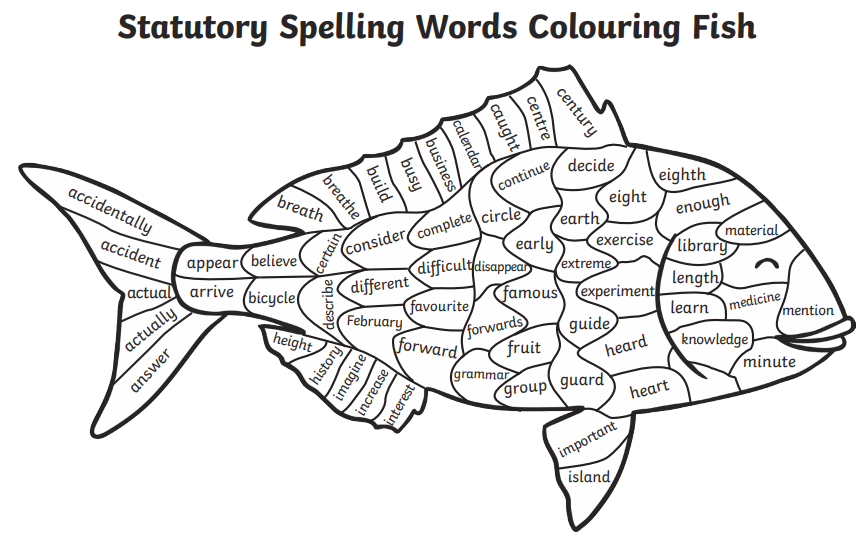 Statutory Spelling Words Colouring Fish
accidentally
accident
actual
actually
answer
appear
arrive
believe
bicycle
breath
breathe
build
busy
business
calendar
caught
centre
century
certain
circle
complete
consider
continue
decide
describe
different
difficult
disappear
early
earth
eight
eighth
enough
exercise
experiment
extreme
famous
favourite
February
forward
forwards
fruit
grammar
group
guard
guide
heard
heart
height
history
imagine
increase
important
interest
island
knowledge
learn
length
library
material
medicine
mention
minute